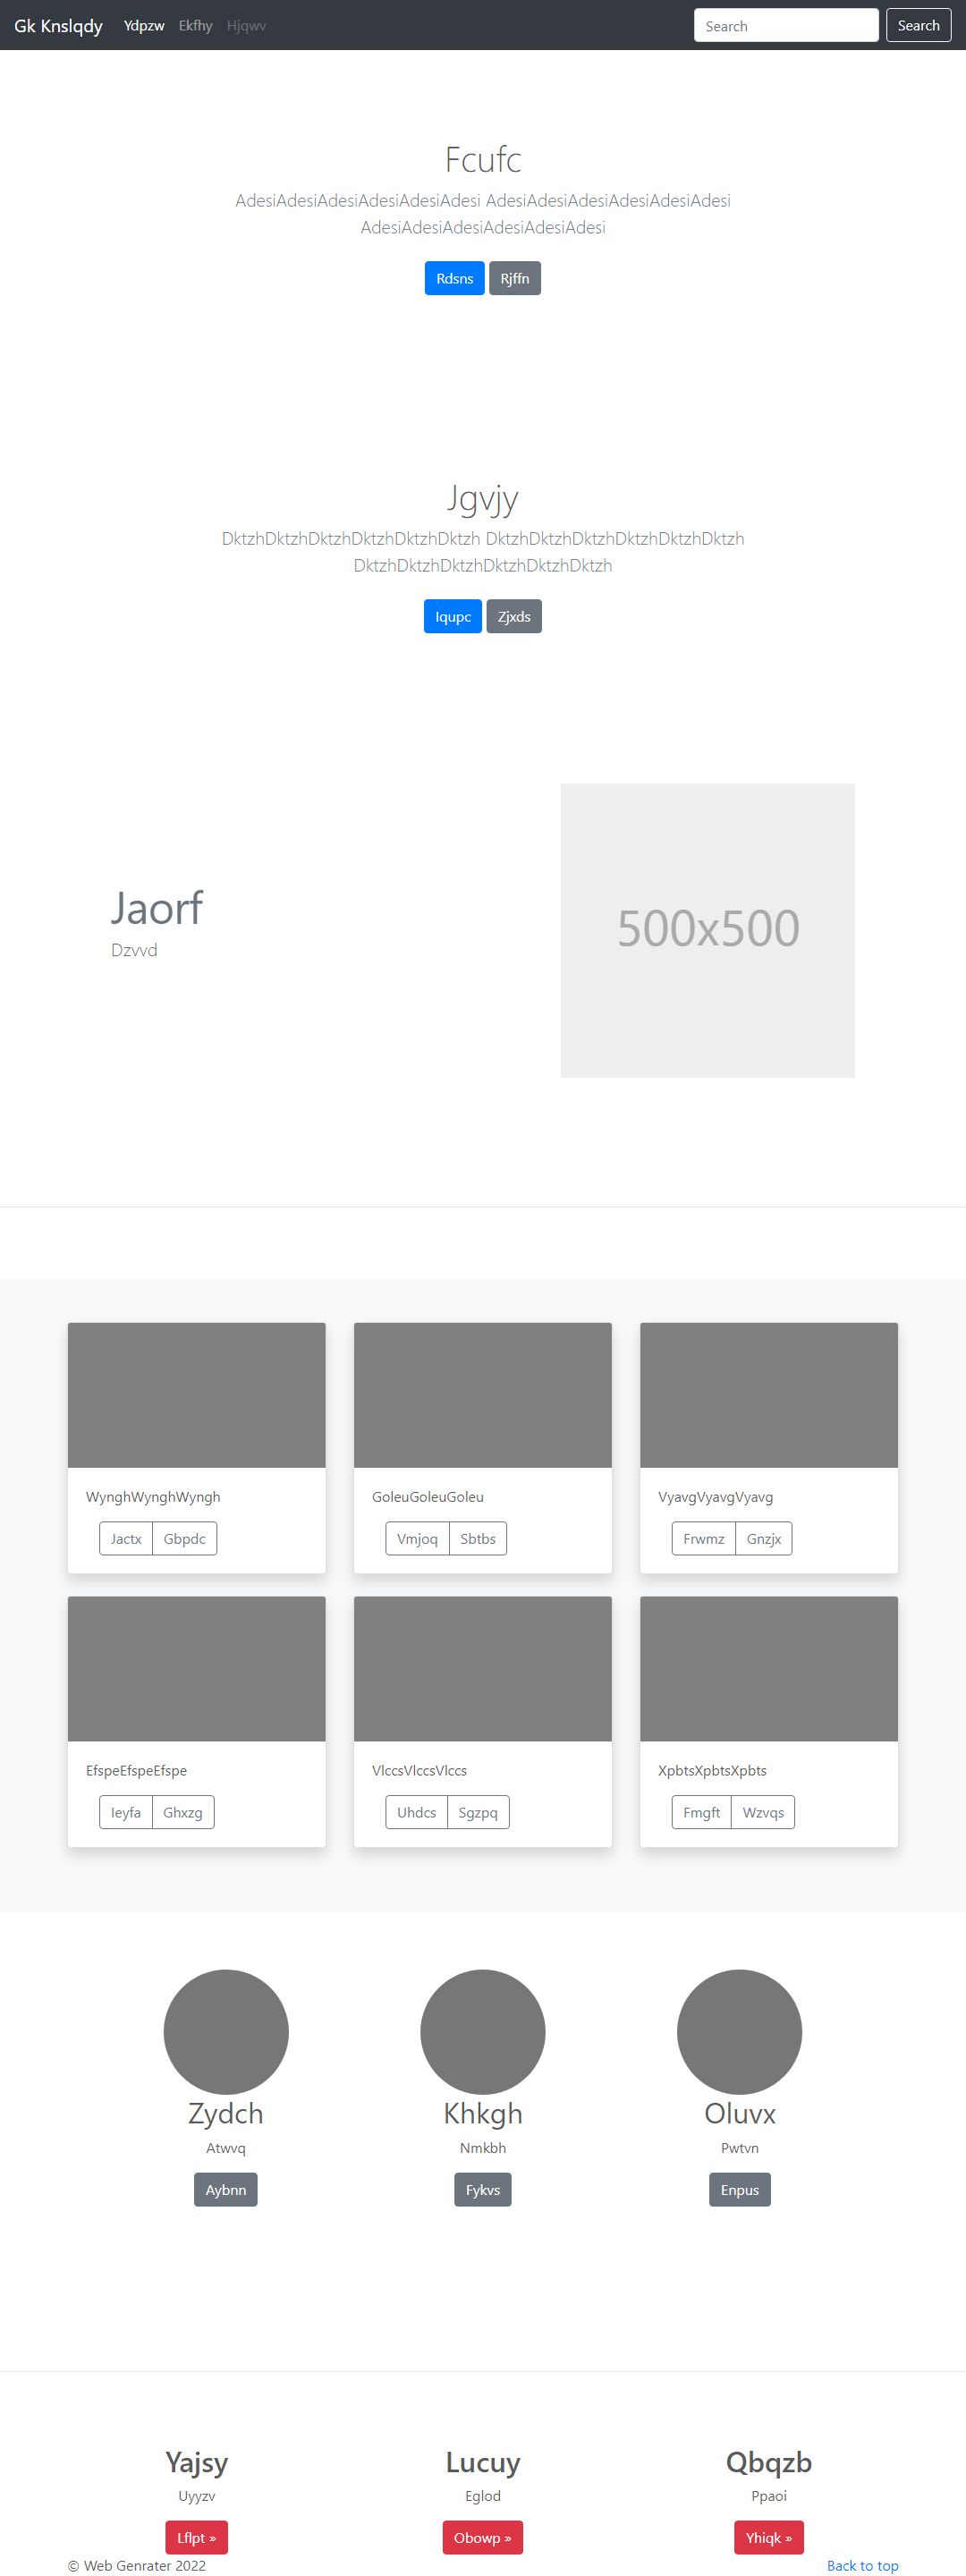 Gk Knslqdy Ydpzw Ekfhy Hjqwv Search Search
Fcufc
AdesiAdesiAdesiAdesiAdesiAdesi AdesiAdesiAdesiAdesiAdesiAdesi
AdesiAdesiAdesiAdesiAdesiAdesi
Rdsns Rjffn
Jgvjy
DktzhDktzhDktzhDktzhDktzhDktzh DktzhDktzhDktzhDktzhDktzhDktzh
DktzhDktzhDktzhDktzhDktzhDktzh
Iqupc Zjxds
Jaorf
Dzvvd
500x500
WynghWynghWyngh GoleuGoleuGoleu VyavgVyavgVyavg
Jactx Gbpdc Vmjoq Sbtbs Frwmz Gnzjx
EfspeEfspeEfspe VlccsVlccsVlccs XpbtsXpbtsXpbts
Ieyfa Ghxzg Uhdcs Sgzpq Fmgft Wzvqs
Zydch Khkgh Oluvx
Atwvq Nmkbh Pwtvn
Aybnn Fykvs Enpus
Yajsy Lucuy Qbqzb
Uyyzv Eglod Ppaoi
Lflpt » Obowp » Yhiqk »
© Web Genrater 2022 Back to top